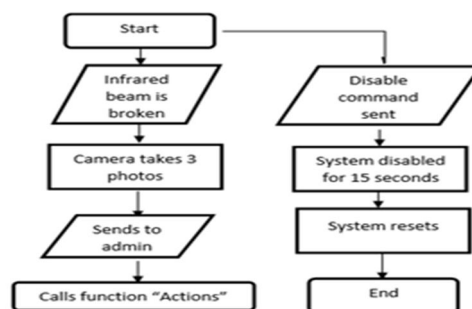 Start
Infrared
beam is
broken
Camera takes 3
photos
Sends to
admin
Calls function "Actions"
Disable
command
sent
System disabled
for 15 seconds
System resets
End